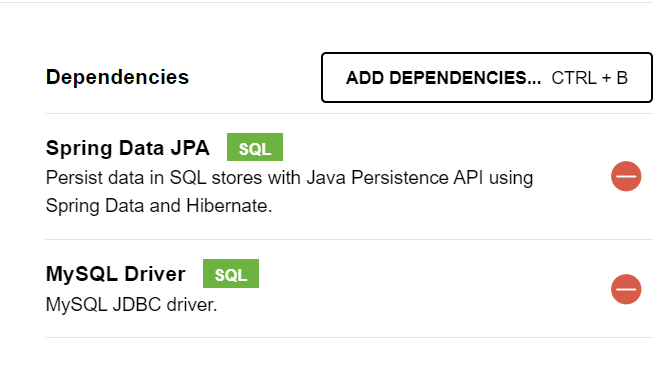 Dependencies
ADD DEPENDENCIES... CTRL + B
Spring Data JPA SQL
Persist data in SQL stores with Java Persistence API using
Spring Data and Hibernate.
MySQL Driver SQL
MySQL JDBC driver.